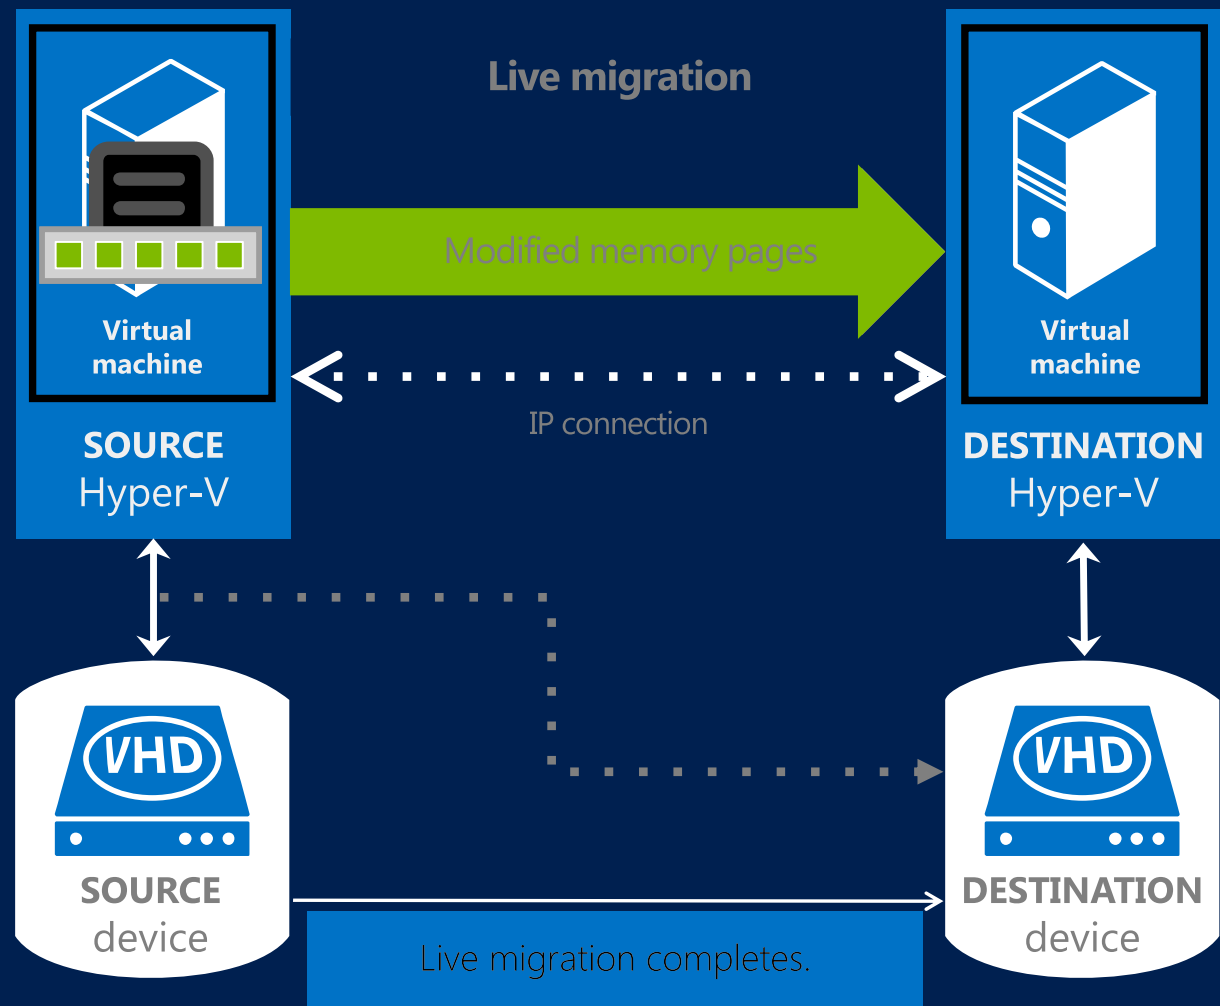 Live migration
Modified memory pages
Virtual
machine
Virtual
machine
IP connection
SOURCE
Hyper-V
DESTINATION
Hyper-V
VHD
VHD
SOURCE
device
DESTINATION
device
Live migration completes.